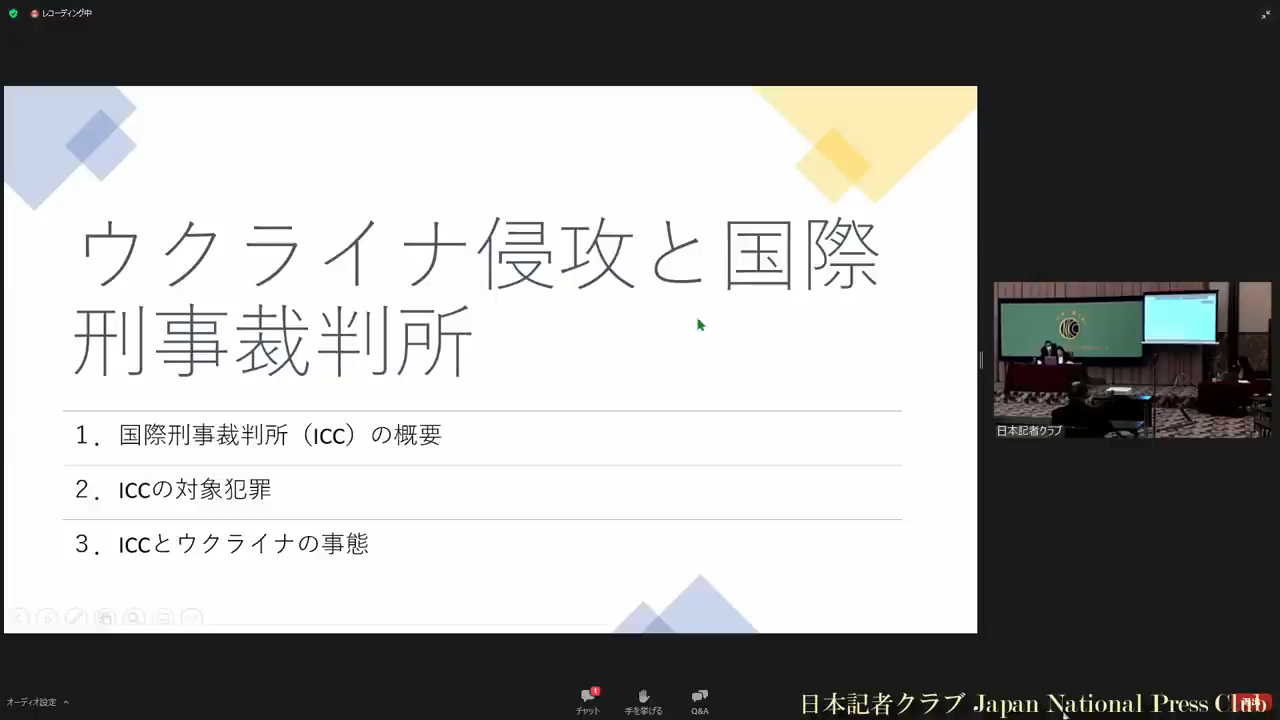 レコーディング中
ウクライナ侵攻と国際
刑事裁判所
1. 国際刑事裁判所（ICC）の概要
2. ICCの対象犯罪
3. ICCとウクライナの事態
日本記者クラブ
オーディオ設定
チャット
1
手を挙げる
Q&A
日本記者クラブ Japan National Press Club